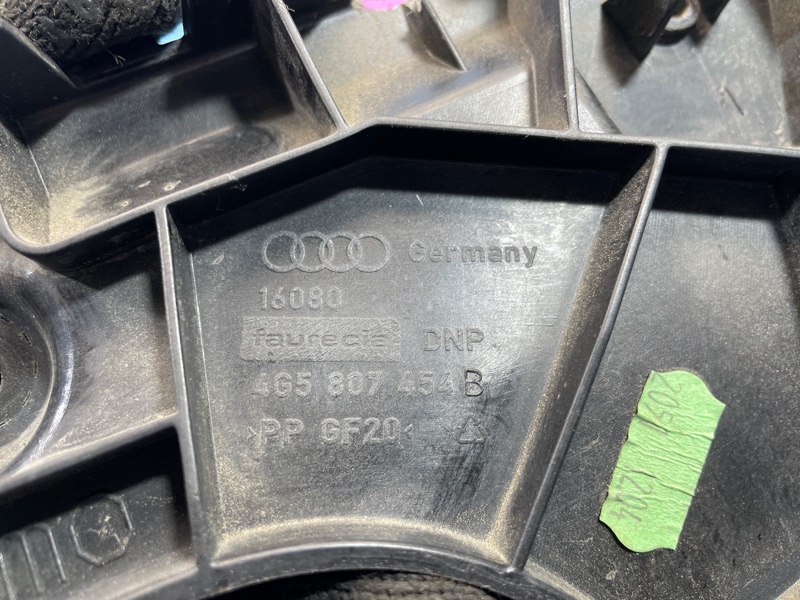 Germany
16080
faurecia DNP
4G5 807 454 B
>PP GF20<